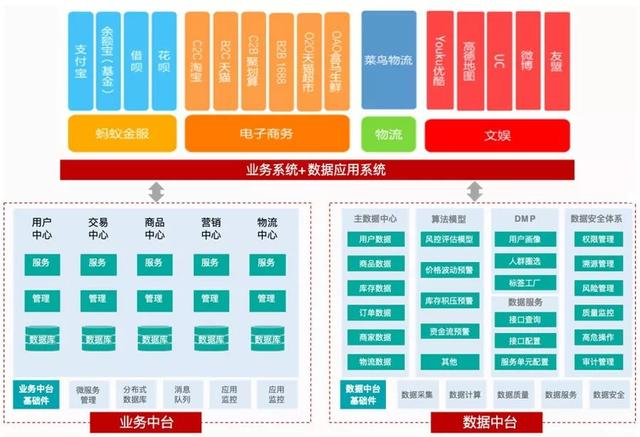 支付宝
余额宝(基金)
借呗
花呗
C2C 淘宝
B2C 天猫
C2B 聚划算
B2B 1688
O2O天猫超市
OAO盒马生鲜
菜鸟物流
Youku优酷
高德地图
UC
微博
友盟
蚂蚁金服
电子商务
物流
文娱
业务系统+数据应用系统
用户
中心
交易
中心
商品
中心
营销
中心
物流
中心
服务
服务
服务
服务
服务
管理
管理
管理
管理
管理
数据库
数据库
数据库
数据库
数据库
业务中台
基础件
微服务
管理
分布式
数据库
消息
队列
应用
监控
应用
监控
业务中台
主数据中心
用户数据
商品数据
库存数据
订单数据
商家数据
物流数据
算法模型
风控评估模型
价格波动预警
库存积压预警
资金流预警
其他
DMP
用户画像
人群圈选
标签工厂
数据服务
接口查询
接口配置
服务单元配置
数据安全体系
权限管理
溯源管理
风险管理
质量监控
高危操作
审计管理
数据中台
基础件
数据采集
数据计算
数据质量
数据服务
数据安全
数据中台